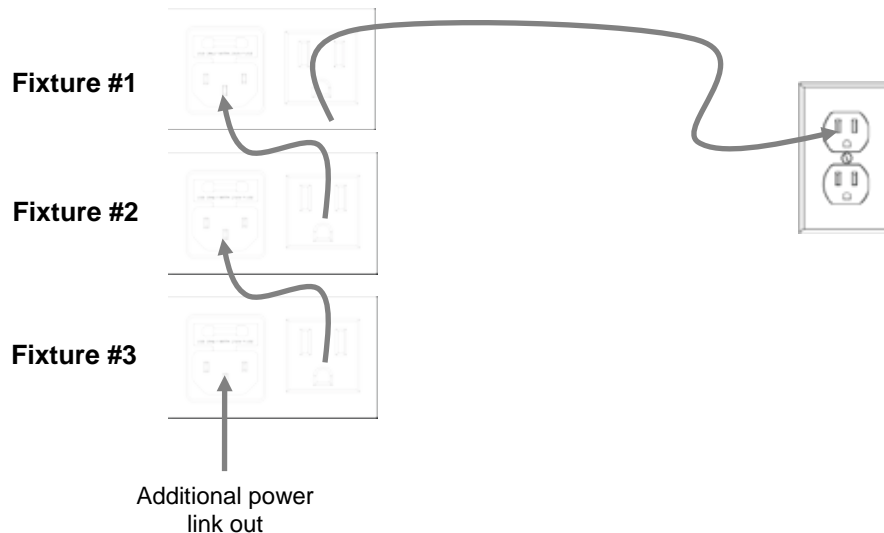 Fixture #1
Fixture #2
Fixture #3
Additional power
link out